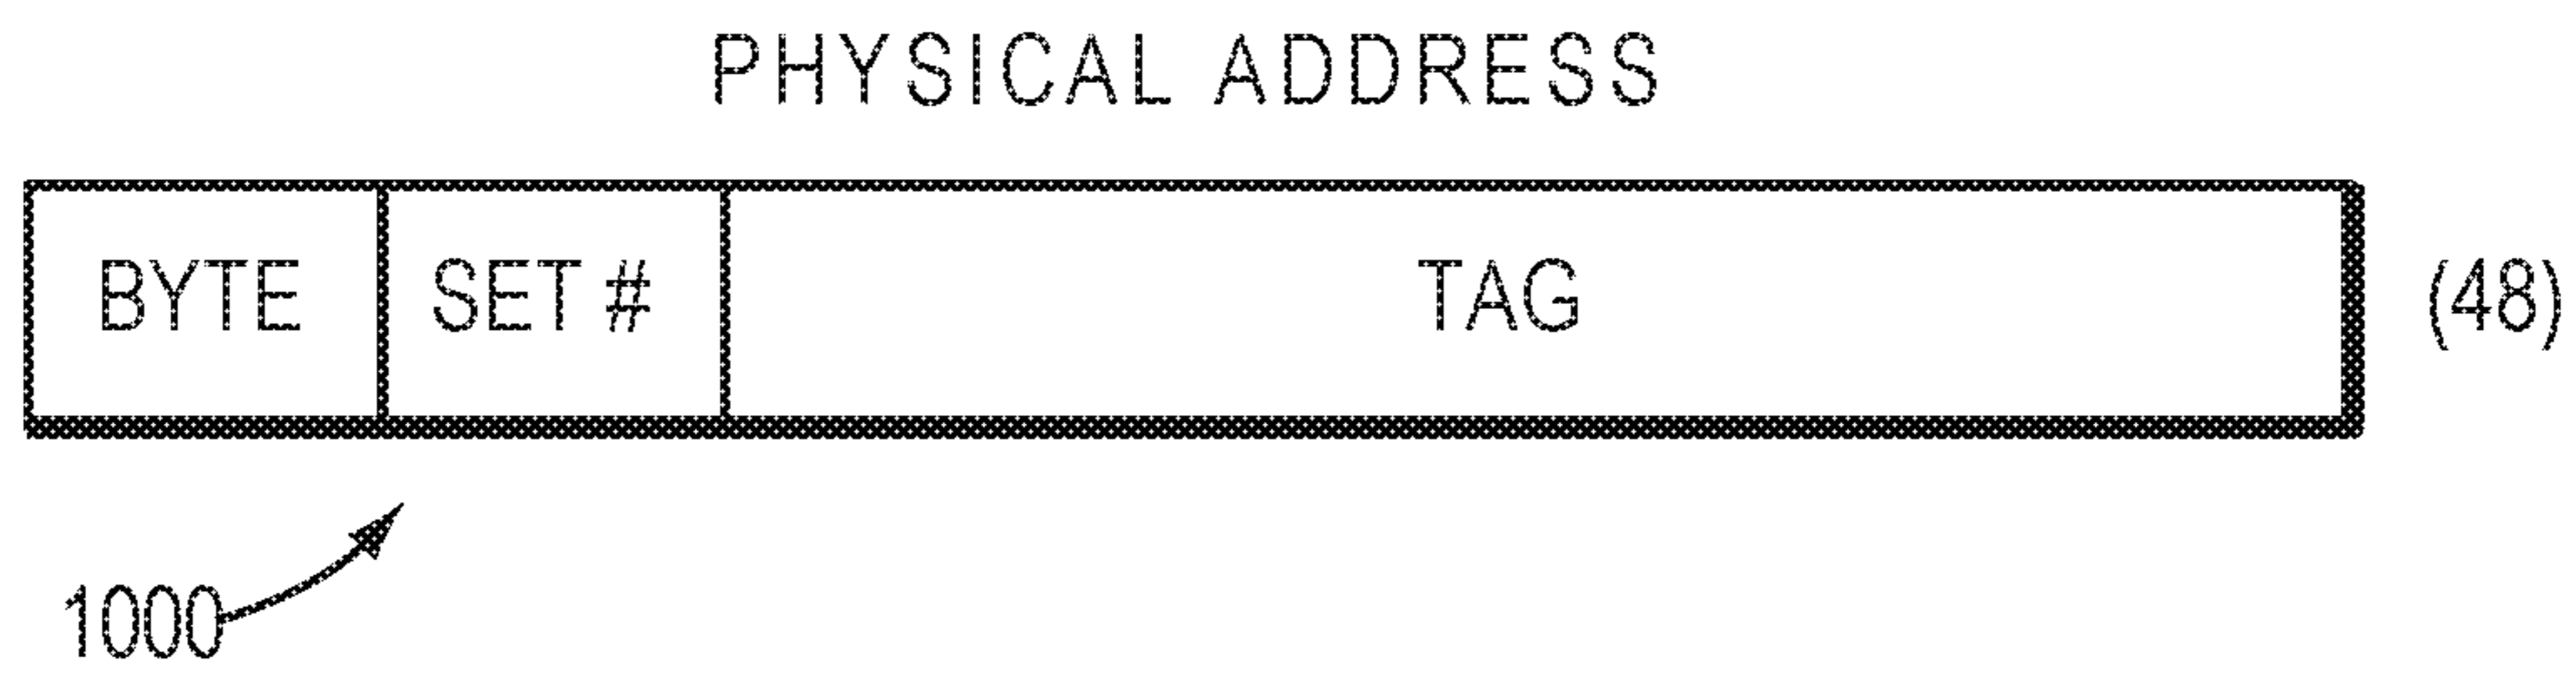 PHYSICAL ADDRESS
BYTE SET # TAG (48)
1000